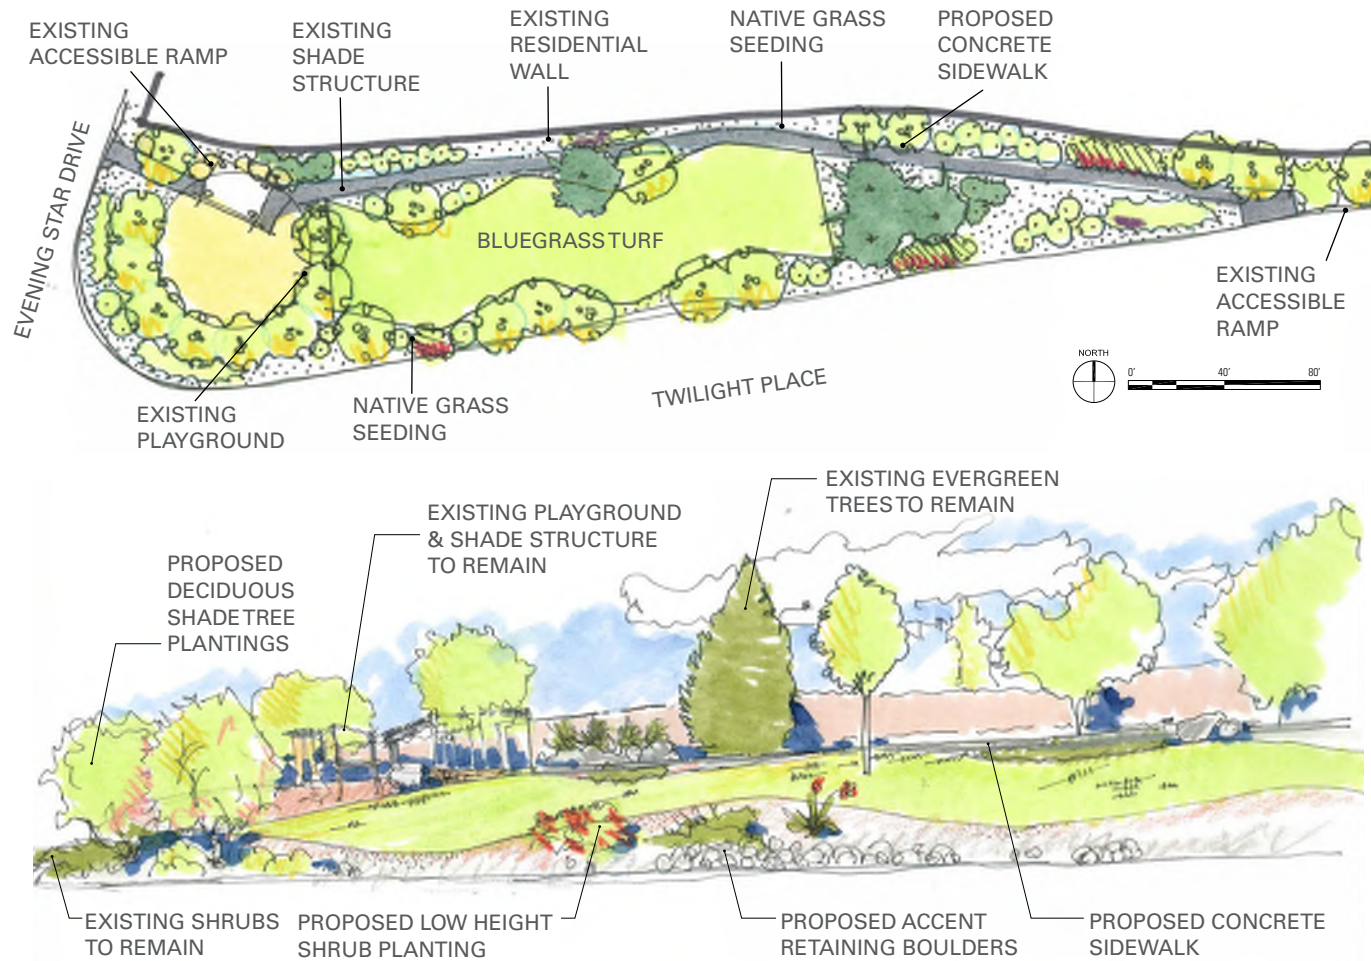 EXISTING
ACCESSIBLE RAMP
EXISTING
SHADE
STRUCTURE
EXISTING
RESIDENTIAL
WALL
NATIVE GRASS
SEEDING
PROPOSED
CONCRETE
SIDEWALK
EVENING STAR DRIVE
BLUEGRASS TURF
EXISTING
ACCESSIBLE
RAMP
NORTH
0'
40'
80'
TWILIGHT PLACE
EXISTING
PLAYGROUND
NATIVE GRASS
SEEDING
EXISTING EVERGREEN
TREES TO REMAIN
EXISTING PLAYGROUND
& SHADE STRUCTURE
TO REMAIN
PROPOSED
DECIDUOUS
SHADE TREE
PLANTINGS
EXISTING SHRUBS
TO REMAIN
PROPOSED LOW HEIGHT
SHRUB PLANTING
PROPOSED ACCENT
RETAINING BOULDERS
PROPOSED CONCRETE
SIDEWALK